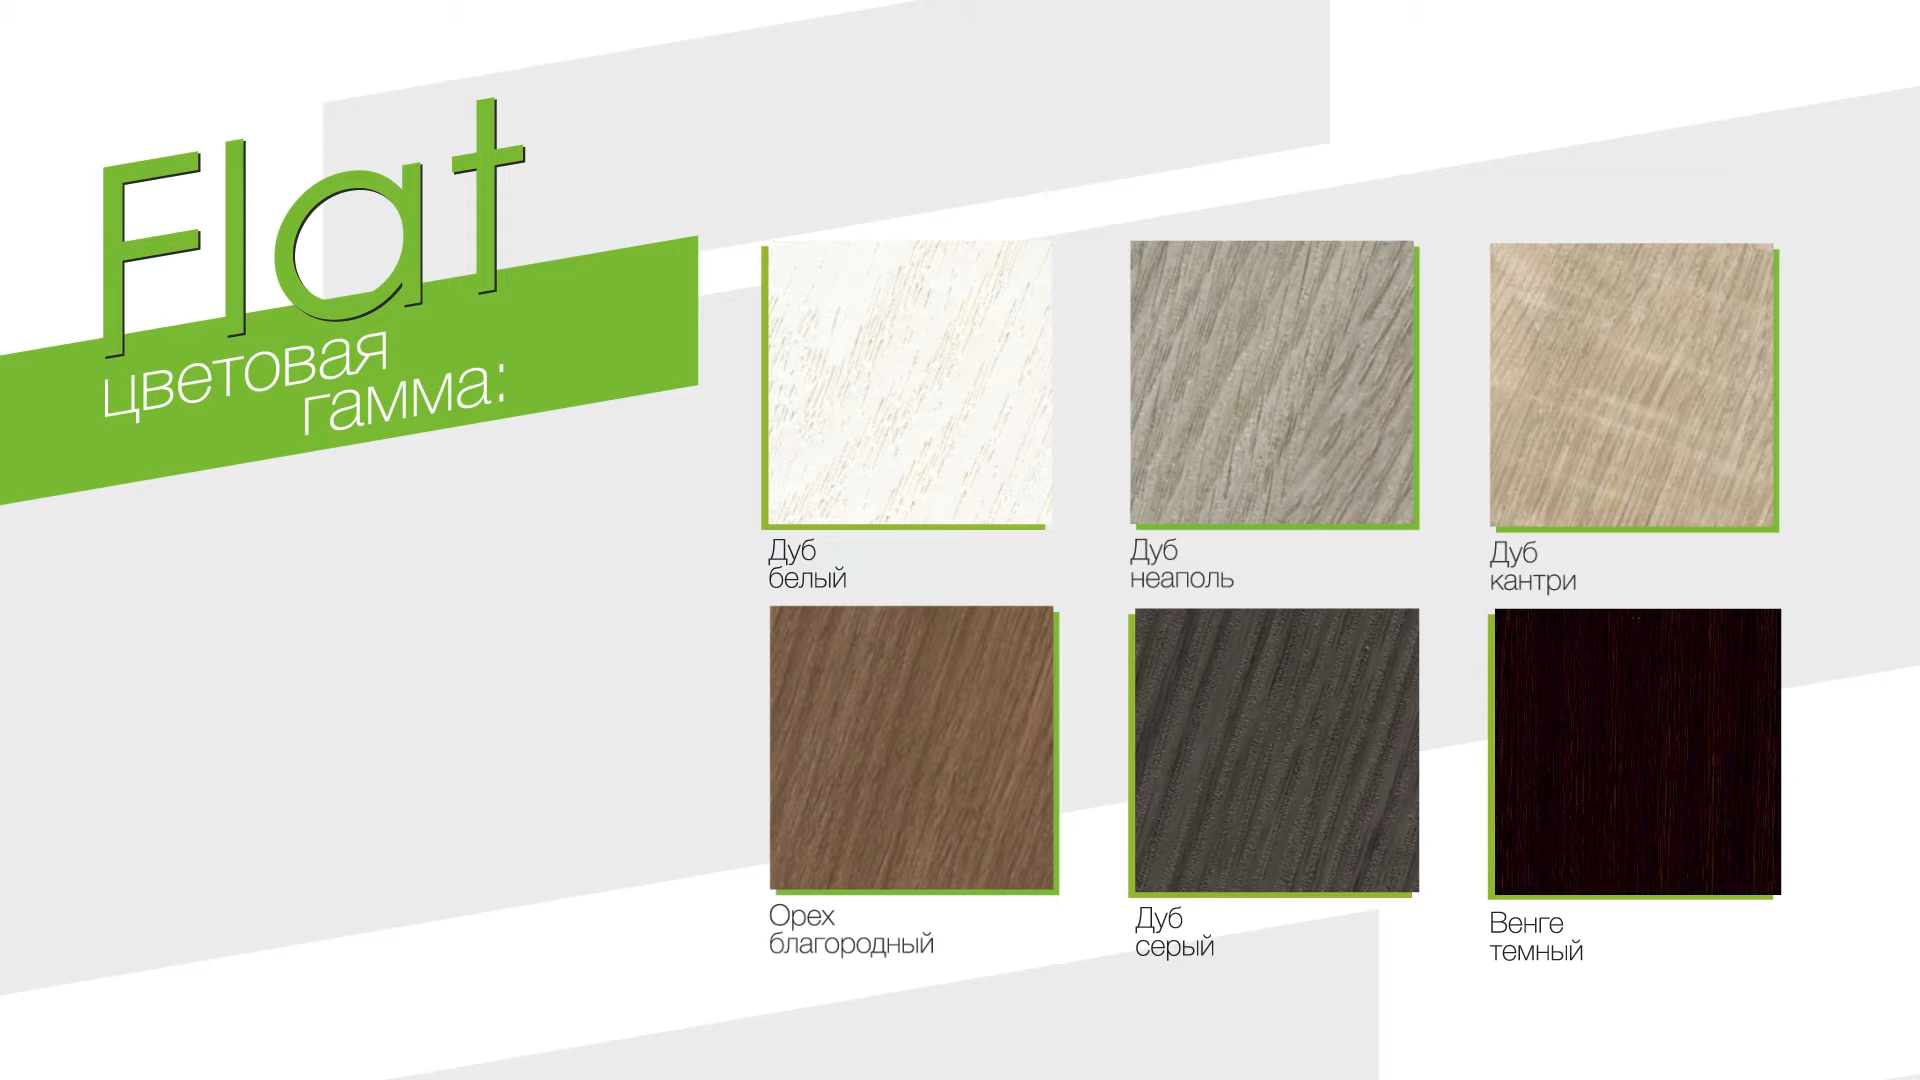 Flat
цветовая
гамма:
Дуб
белый
Дуб
неаполь
Дуб
кантри
Орех
благородный
Дуб
серый
Венге
темный